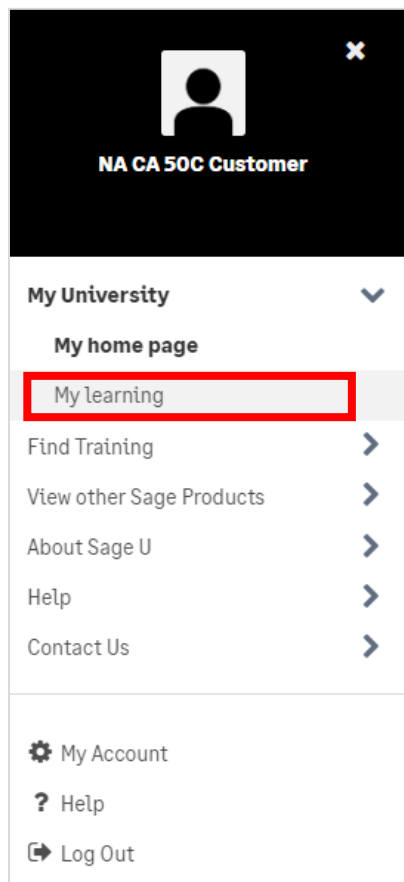 NA CA 50C Customer
My University
My home page
My learning
Find Training
View other Sage Products
About Sage U
Help
Contact Us
My Account
? Help
Log Out